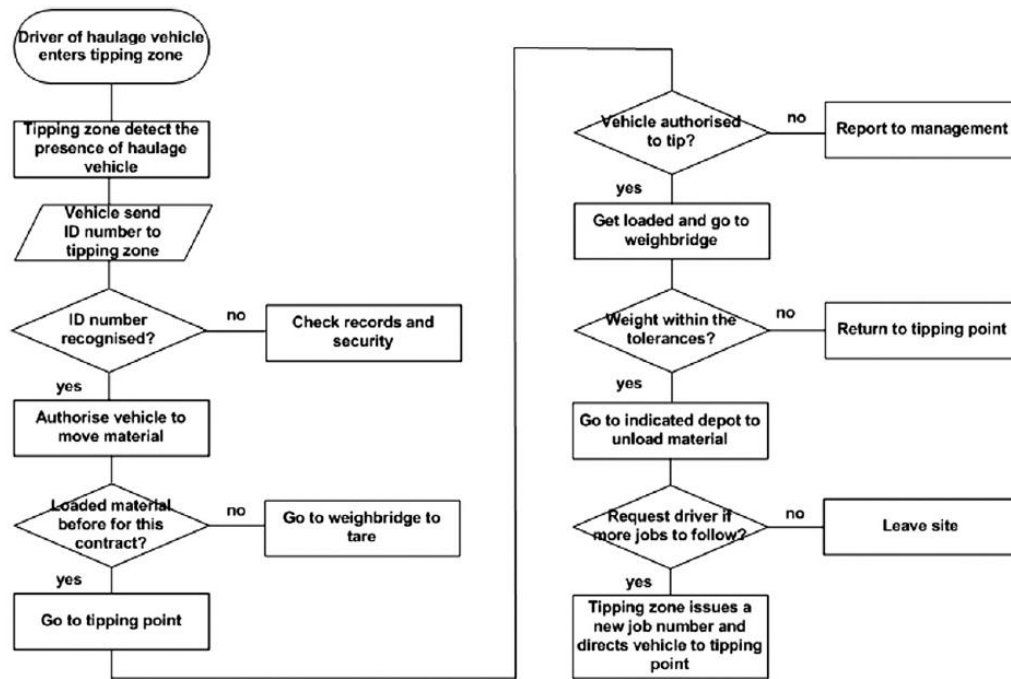 Driver of haulage vehicle
enters tipping zone
Tipping zone detect the
presence of haulage
vehicle
Vehicle send
ID number to
tipping zone
ID number
recognised?
no
Check records and
security
yes
Authorise vehicle to
move material
Loaded material
before for this
contract?
no
Go to weighbridge to
tare
yes
Go to tipping point
Vehicle authorised
to tip?
no
Report to management
yes
Get loaded and go to
weighbridge
Weight within the
tolerances?
no
Return to tipping point
yes
Go to indicated depot to
unload material
Request driver if
more jobs to follow?
no
Leave site
yes
Tipping zone issues a
new job number and
directs vehicle to tipping
point